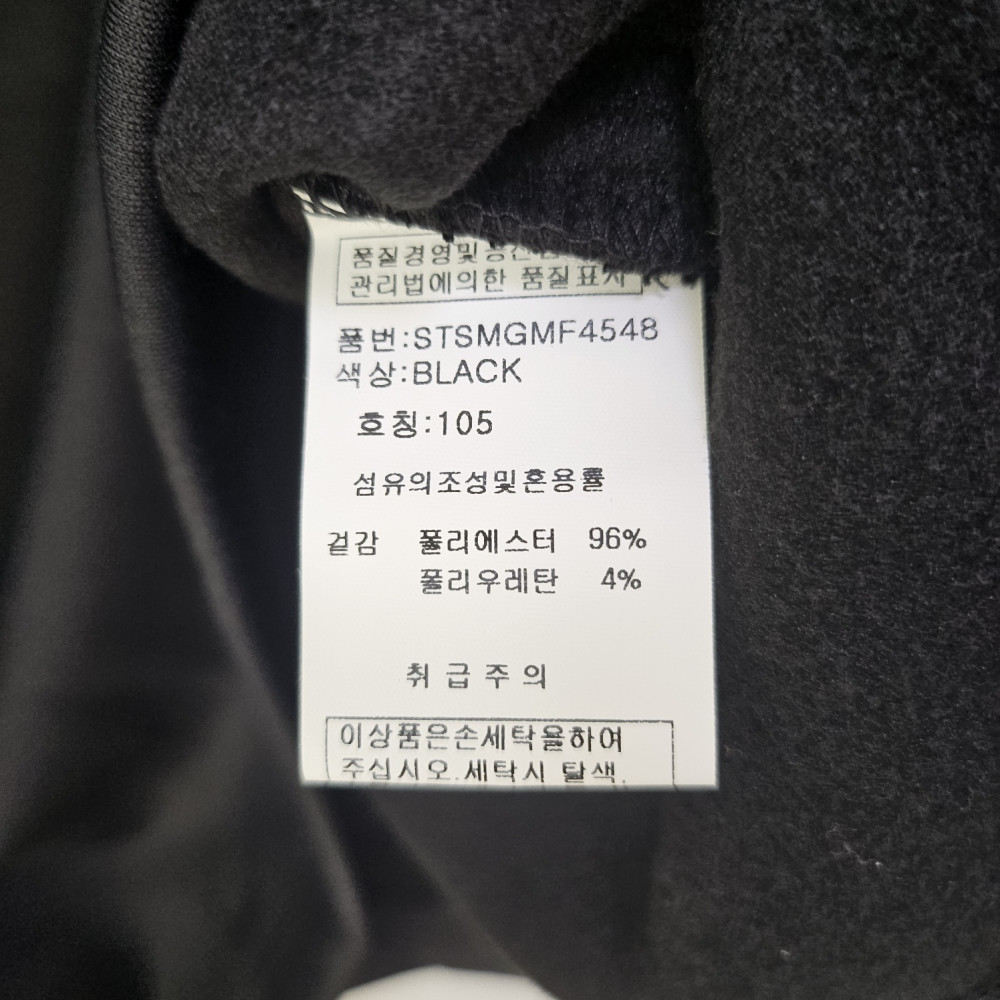 품질경영및공산
관리법에의한 품질표시
품번:STSMGMF4548
색상:BLACK
호칭:105
섬유의조성및혼용률
겉감 폴리에스터 96%
폴리우레탄 4%
취급주의
이상품은손세탁을하여
주십시오.세탁시 탈색.